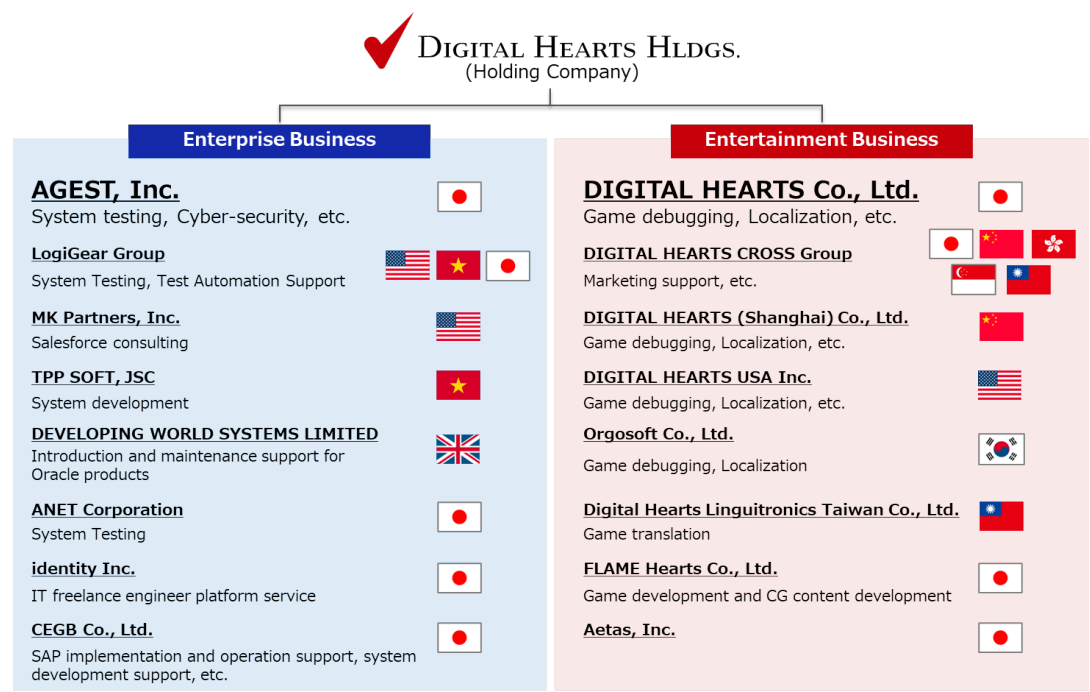 DIGITAL HEARTS HLDGS.
(Holding Company)
Enterprise Business
AGEST, Inc.
System testing, Cyber-security, etc.
LogiGear Group
System Testing, Test Automation Support
MK Partners, Inc.
Salesforce consulting
TPP SOFT, JSC
System development
DEVELOPING WORLD SYSTEMS LIMITED
Introduction and maintenance support for
Oracle products
ANET Corporation
System Testing
identity Inc.
IT freelance engineer platform service
CEGB Co., Ltd.
SAP implementation and operation support, system
development support, etc.
Entertainment Business
DIGITAL HEARTS Co., Ltd.
Game debugging, Localization, etc.
DIGITAL HEARTS CROSS Group
Marketing support, etc.
DIGITAL HEARTS (Shanghai) Co., Ltd.
Game debugging, Localization, etc.
DIGITAL HEARTS USA Inc.
Game debugging, Localization, etc.
Orgosoft Co., Ltd.
Game debugging, Localization
Digital Hearts Linguitronics Taiwan Co., Ltd.
Game translation
FLAME Hearts Co., Ltd.
Game development and CG content development
Aetas, Inc.